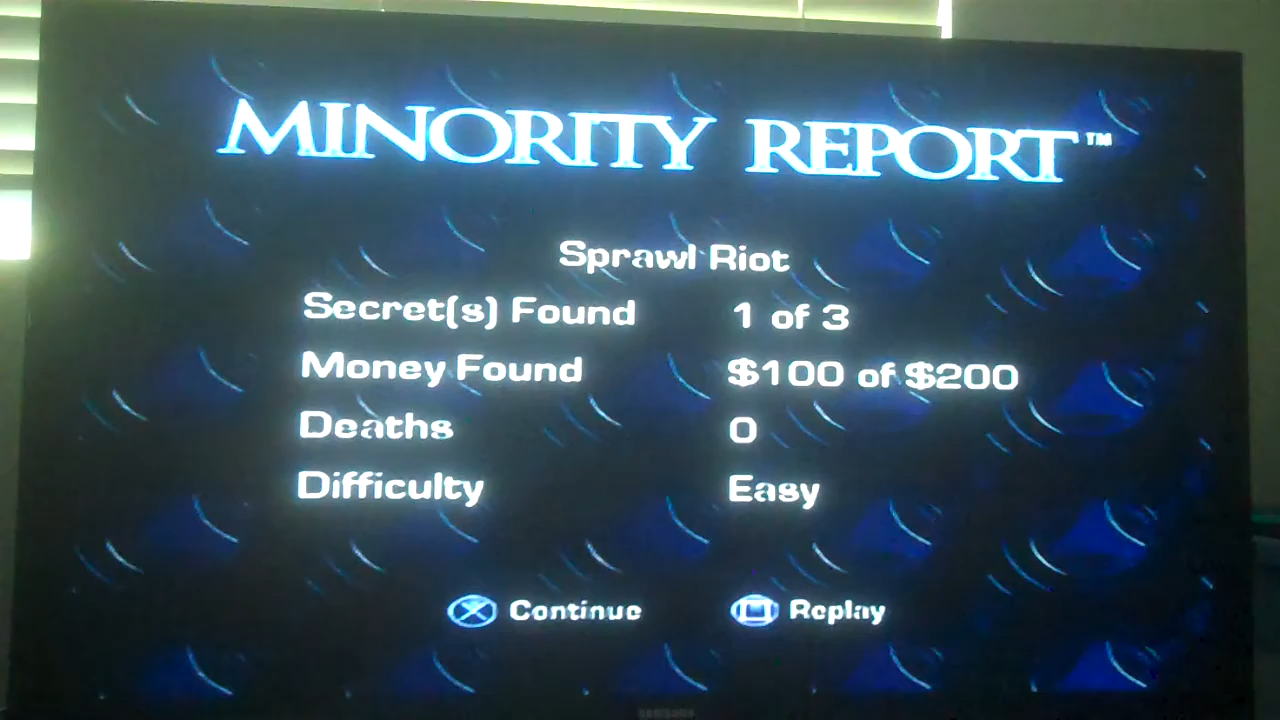 MINORITY REPORT™
Sprawl Riot
Secret(s) Found 1 of 3
Money Found $100 of $200
Deaths 0
Difficulty Easy
Continue Replay
SAMSUNG